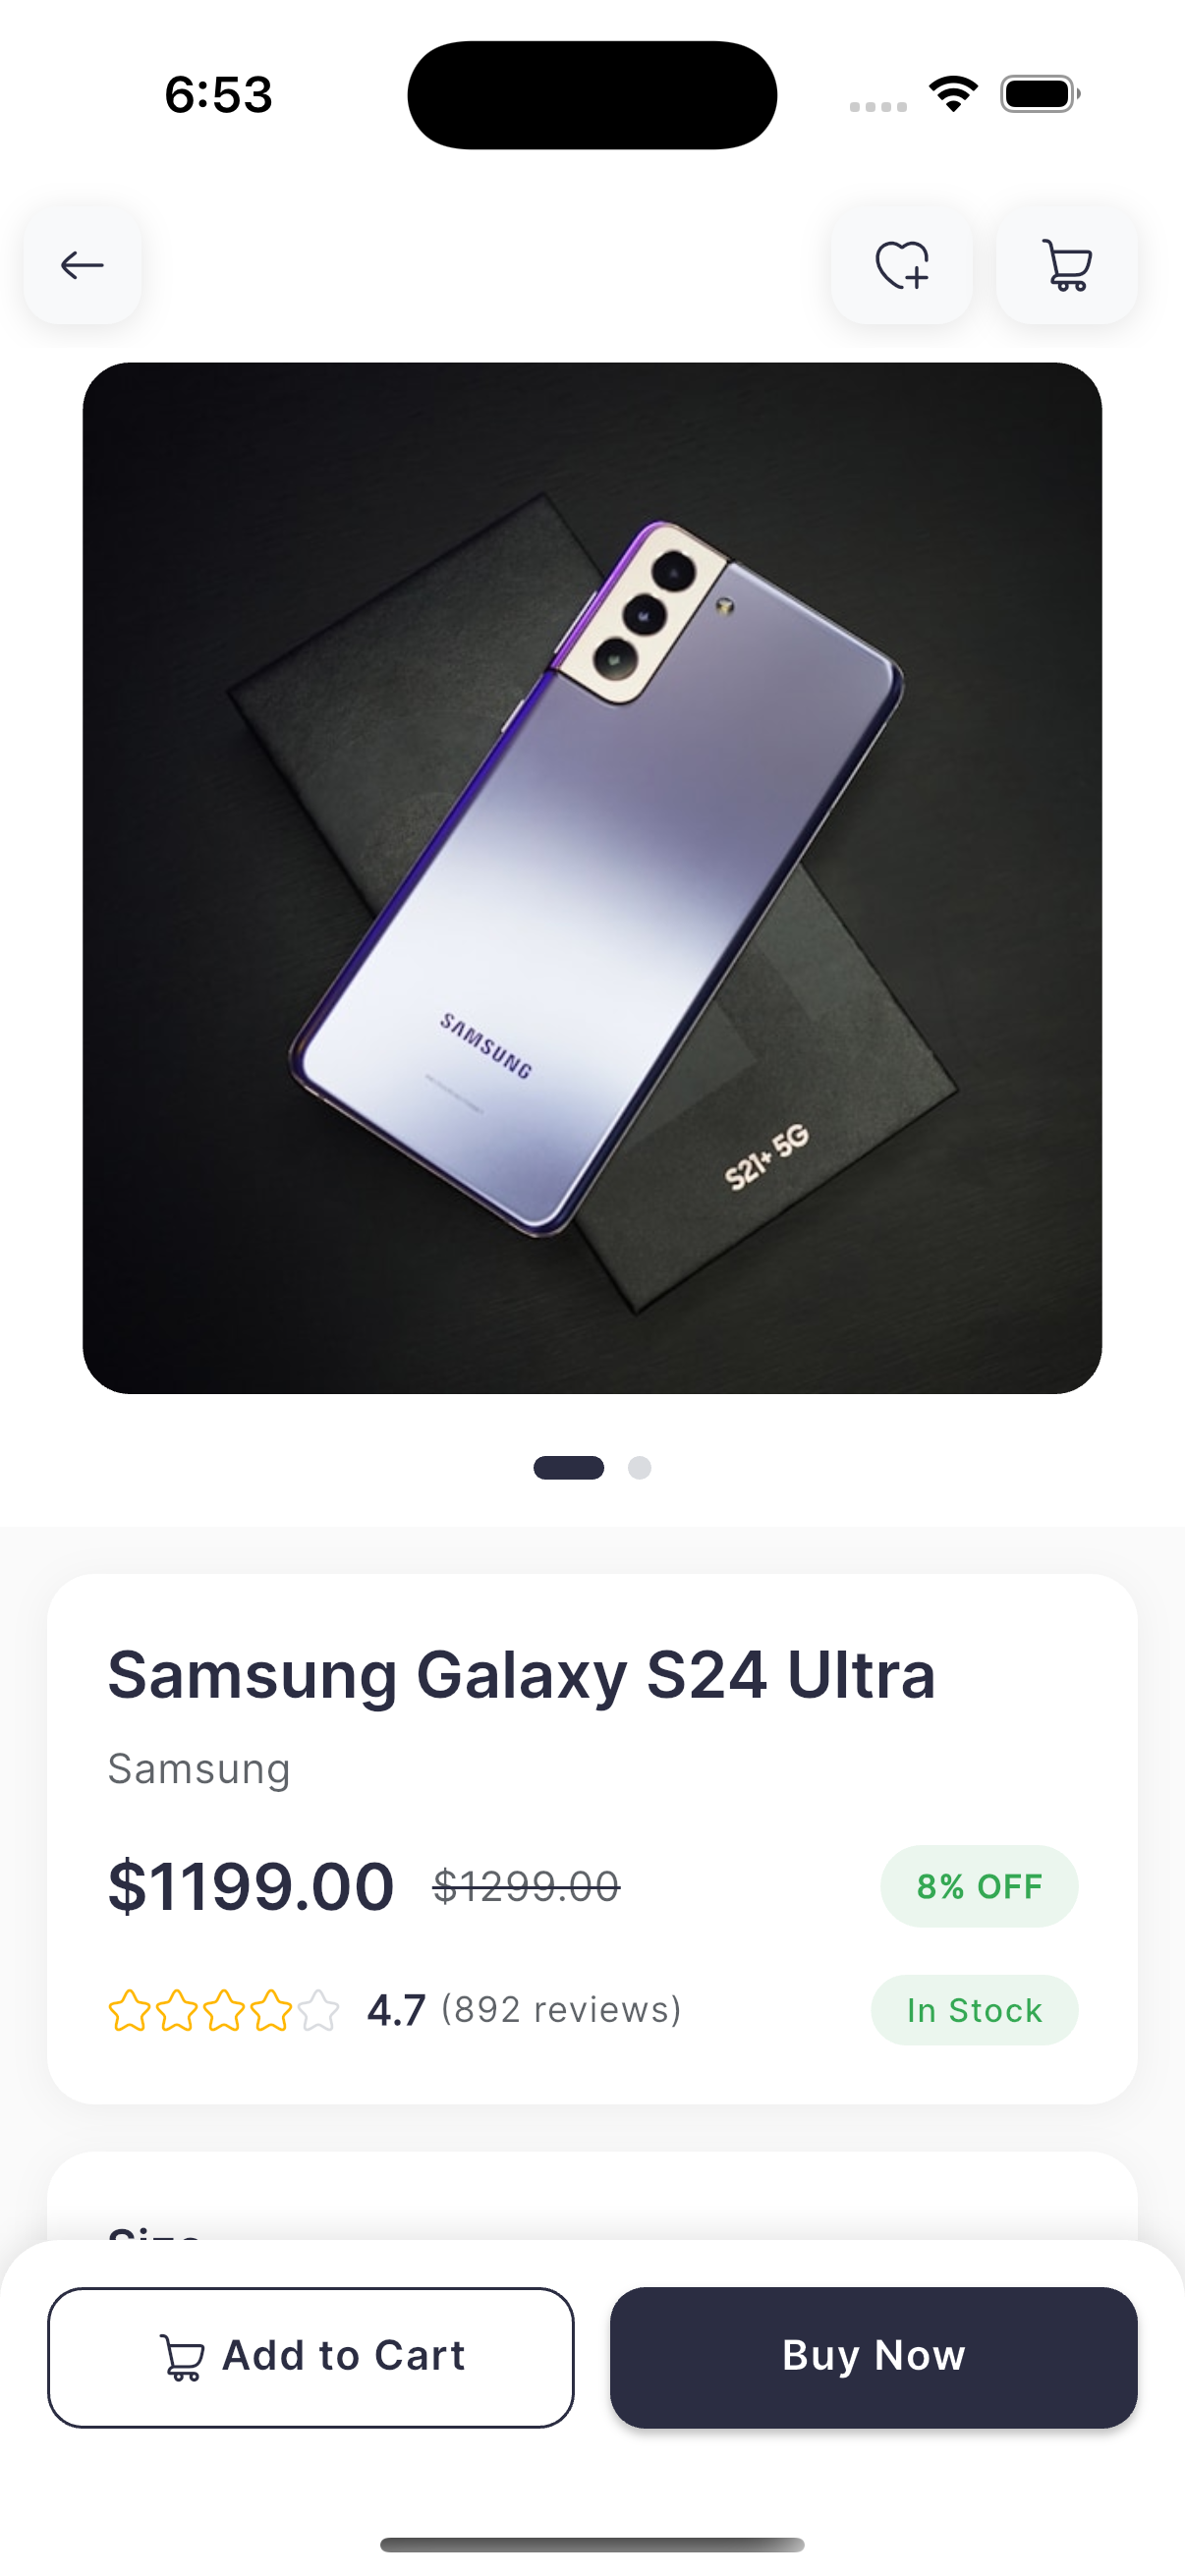 6:53
SAMSUNG
S21+ 5G
Samsung Galaxy S24 Ultra
Samsung
$1199.00 $1299.00 8% OFF
4.7 (892 reviews) In Stock
Size
Add to Cart Buy Now